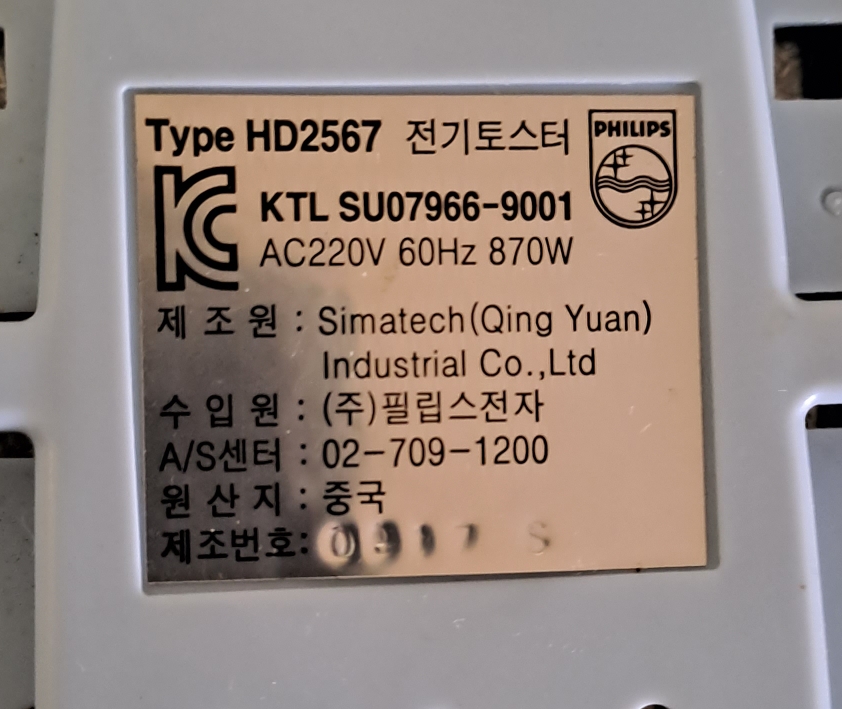 Type HD2567 전기토스터
PHILIPS
KTL SU07966-9001
AC220V 60Hz 870W
제 조 원 : Simatech(Qing Yuan)
Industrial Co.,Ltd
수 입 원 : (주)필립스전자
A/S센터 : 02-709-1200
원 산 지 : 중국
제조번호: